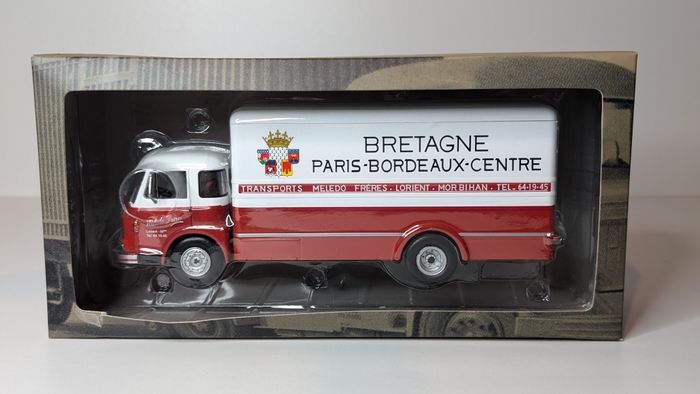 BRETAGNE
PARIS-BORDEAUX-CENTRE
TRANSPORTS MELEDO FRÈRES. LORIENT. MORBIHAN. TEL. 64-19-45